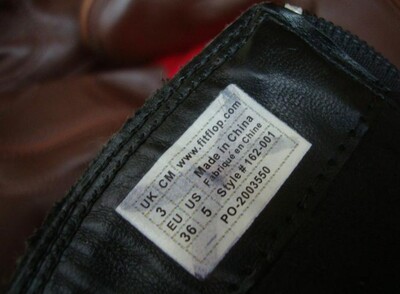 UK CM www.fitflop.com
3
EU US Made in China
Fabriqué en Chine
36 5 Style # 162-001
PO-2003550